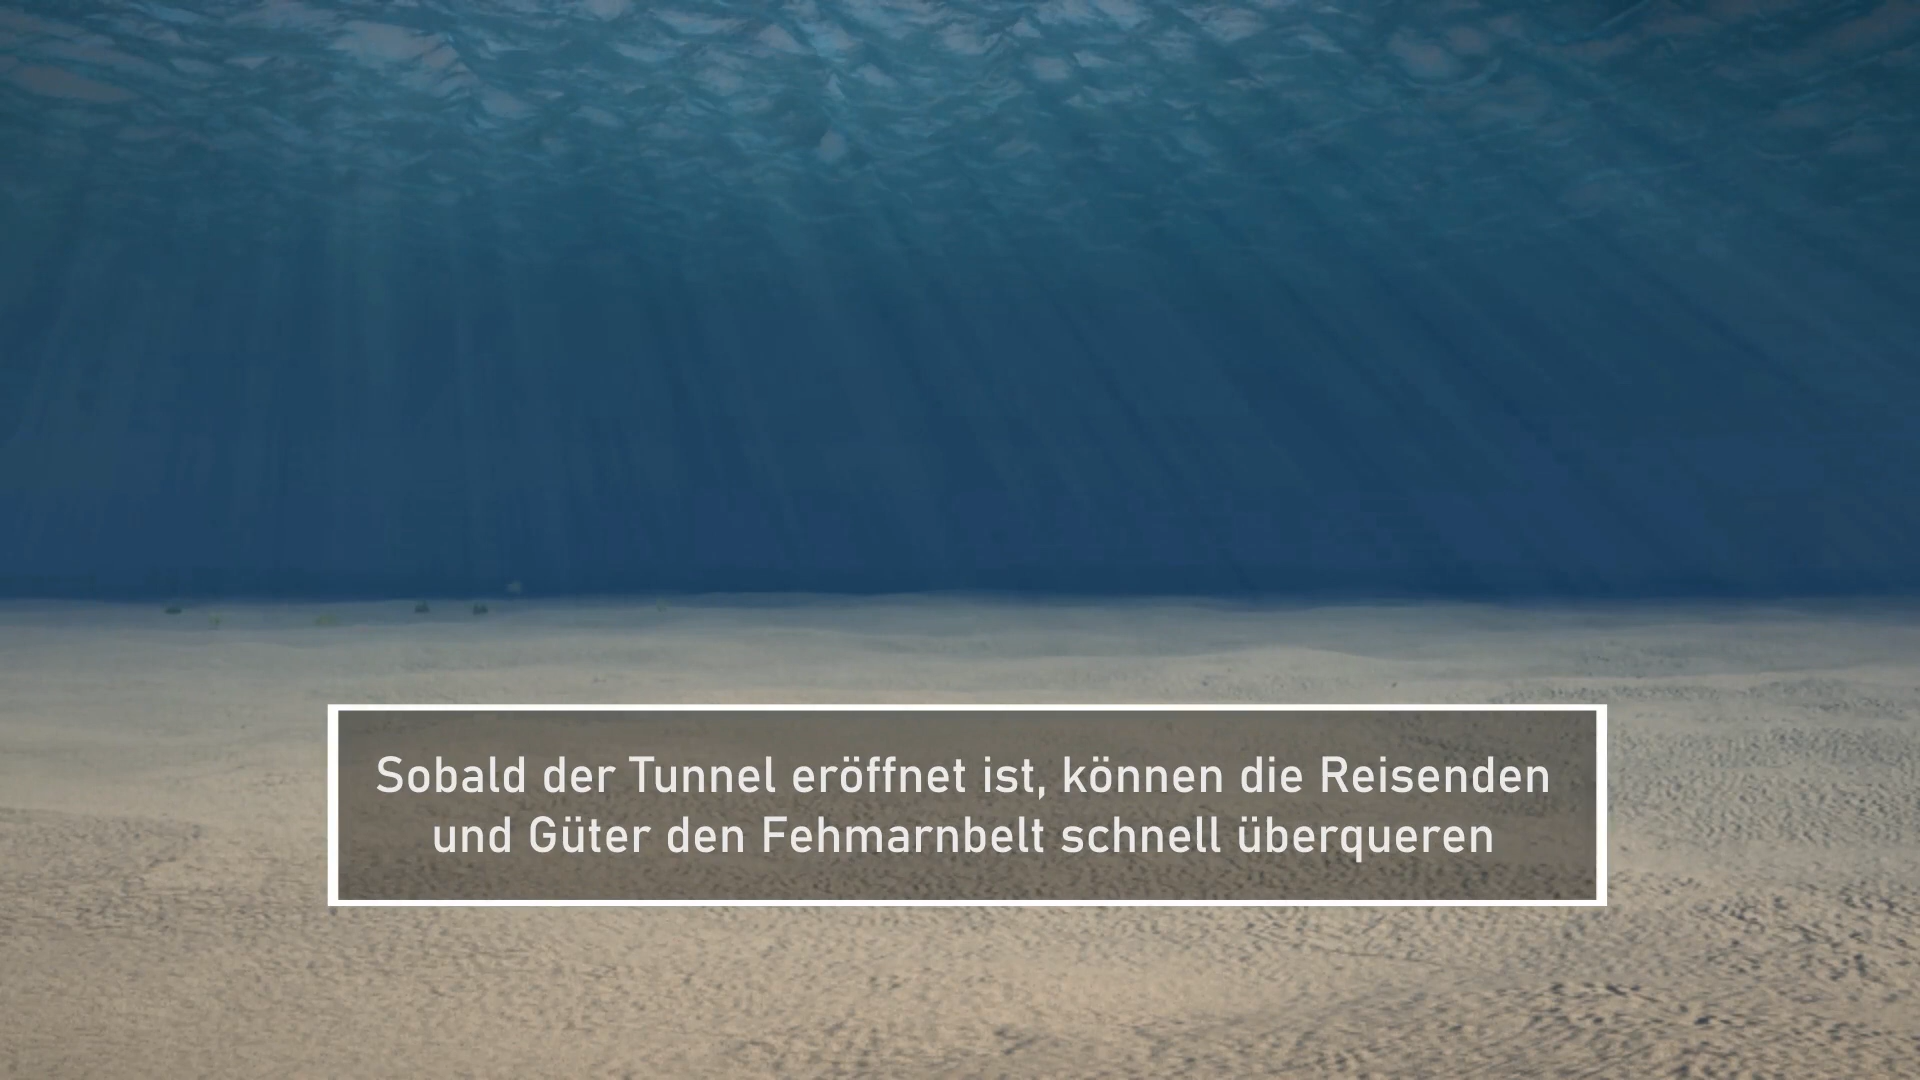 Sobald der Tunnel eröffnet ist, können die Reisenden
und Güter den Fehmarnbelt schnell überqueren